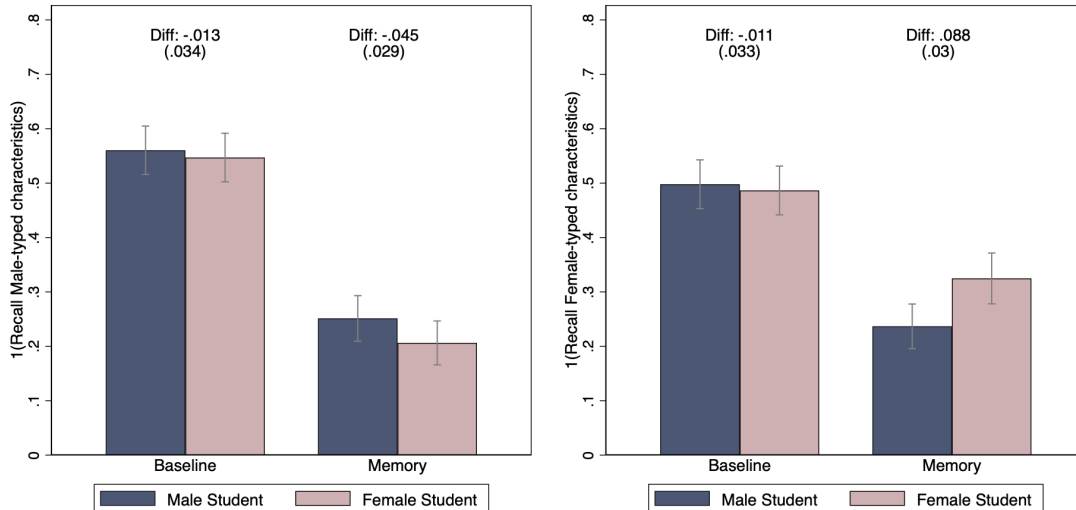 1(Recall Male-typed characteristics)
.8
.7
.6
.5
.4
.3
.2
.1
0
Diff: -.013
(.034)
Diff: -.045
(.029)
Baseline
Memory
Male Student
Female Student
1(Recall Female-typed characteristics)
.8
.7
.6
.5
.4
.3
.2
.1
0
Diff: -.011
(.033)
Diff: .088
(.03)
Baseline
Memory
Male Student
Female Student